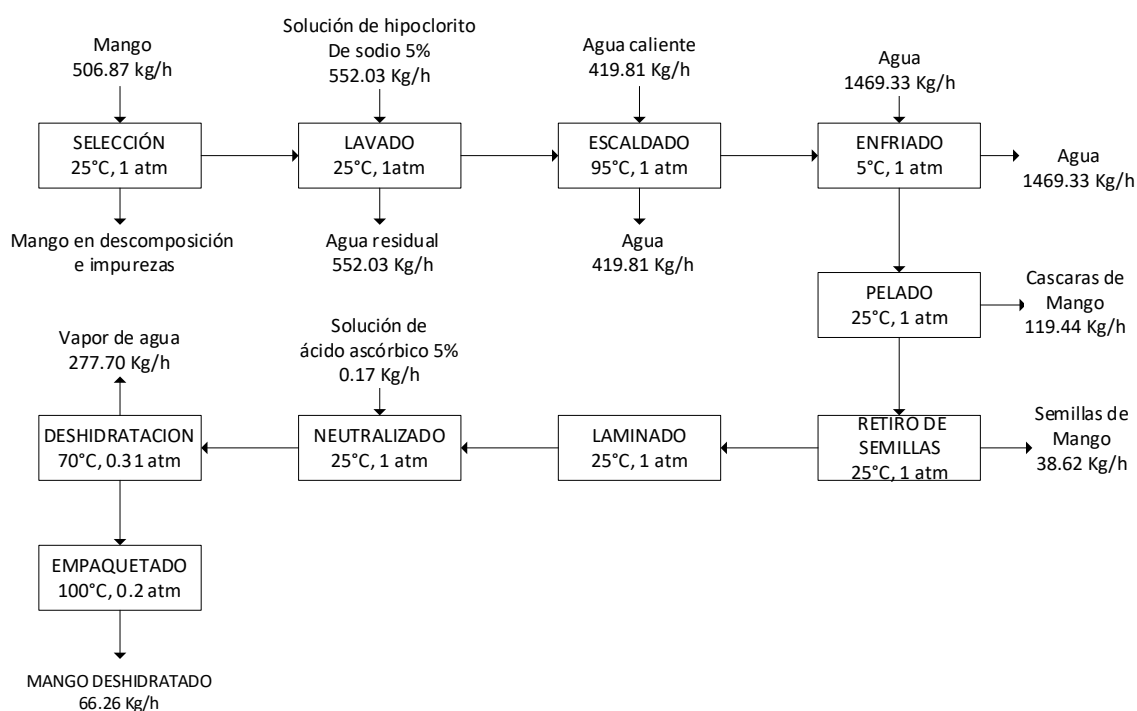 Mango
506.87 kg/h
Solución de hipoclorito
De sodio 5%
552.03 Kg/h
Agua caliente
419.81 Kg/h
Agua
1469.33 Kg/h
SELECCIÓN
25°C, 1 atm
LAVADO
25°C, 1atm
ESCALDADO
95°C, 1 atm
ENFRIADO
5°C, 1 atm
Agua
1469.33 Kg/h
Mango en descomposición
e impurezas
Agua residual
552.03 Kg/h
Agua
419.81 Kg/h
PELADO
25°C, 1 atm
Cascaras de
Mango
119.44 Kg/h
Vapor de agua
277.70 Kg/h
Solución de
ácido ascórbico 5%
0.17 Kg/h
DESHIDRATACION
70°C, 0.31 atm
NEUTRALIZADO
25°C, 1 atm
LAMINADO
25°C, 1 atm
RETIRO DE
SEMILLAS
25°C, 1 atm
Semillas de
Mango
38.62 Kg/h
EMPAQUETADO
100°C, 0.2 atm
MANGO DESHIDRATADO
66.26 Kg/h